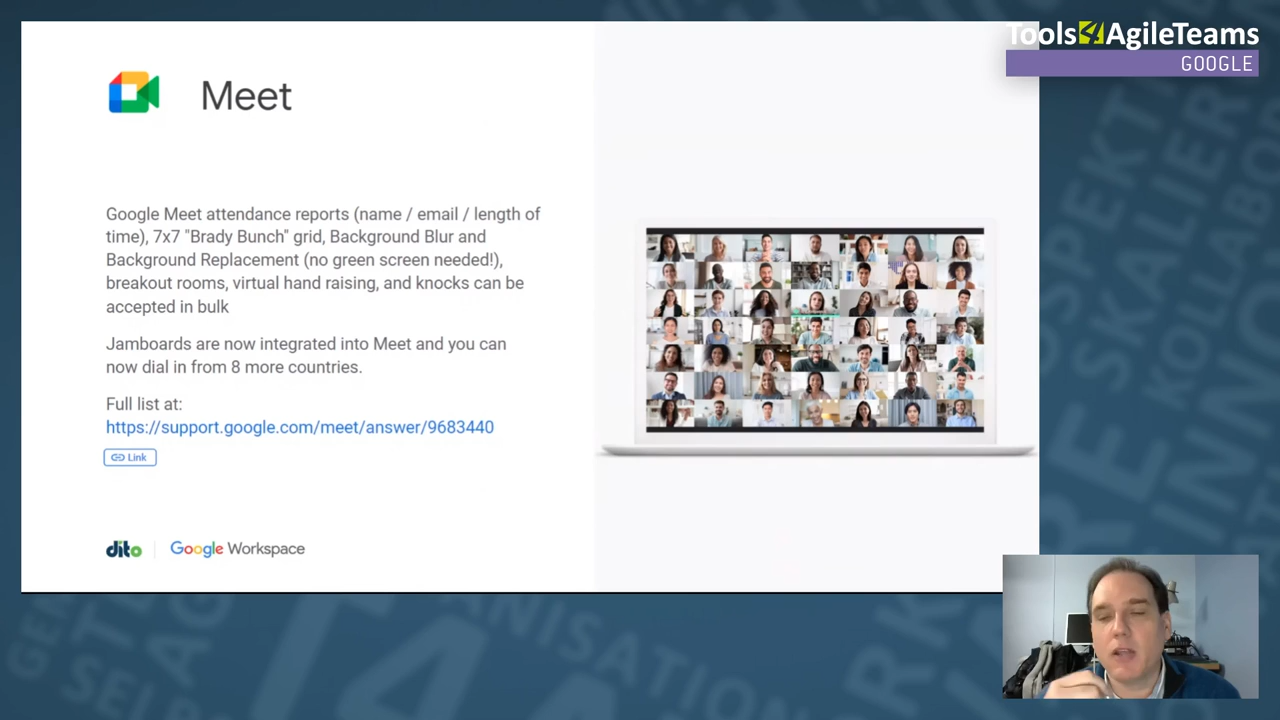 Tools4AgileTeams
GOOGLE
Meet
Google Meet attendance reports (name / email / length of
time), 7x7 "Brady Bunch" grid, Background Blur and
Background Replacement (no green screen needed!),
breakout rooms, virtual hand raising, and knocks can be
accepted in bulk
Jamboards are now integrated into Meet and you can
now dial in from 8 more countries.
Full list at:
https://support.google.com/meet/answer/9683440
Link
dito
Google Workspace